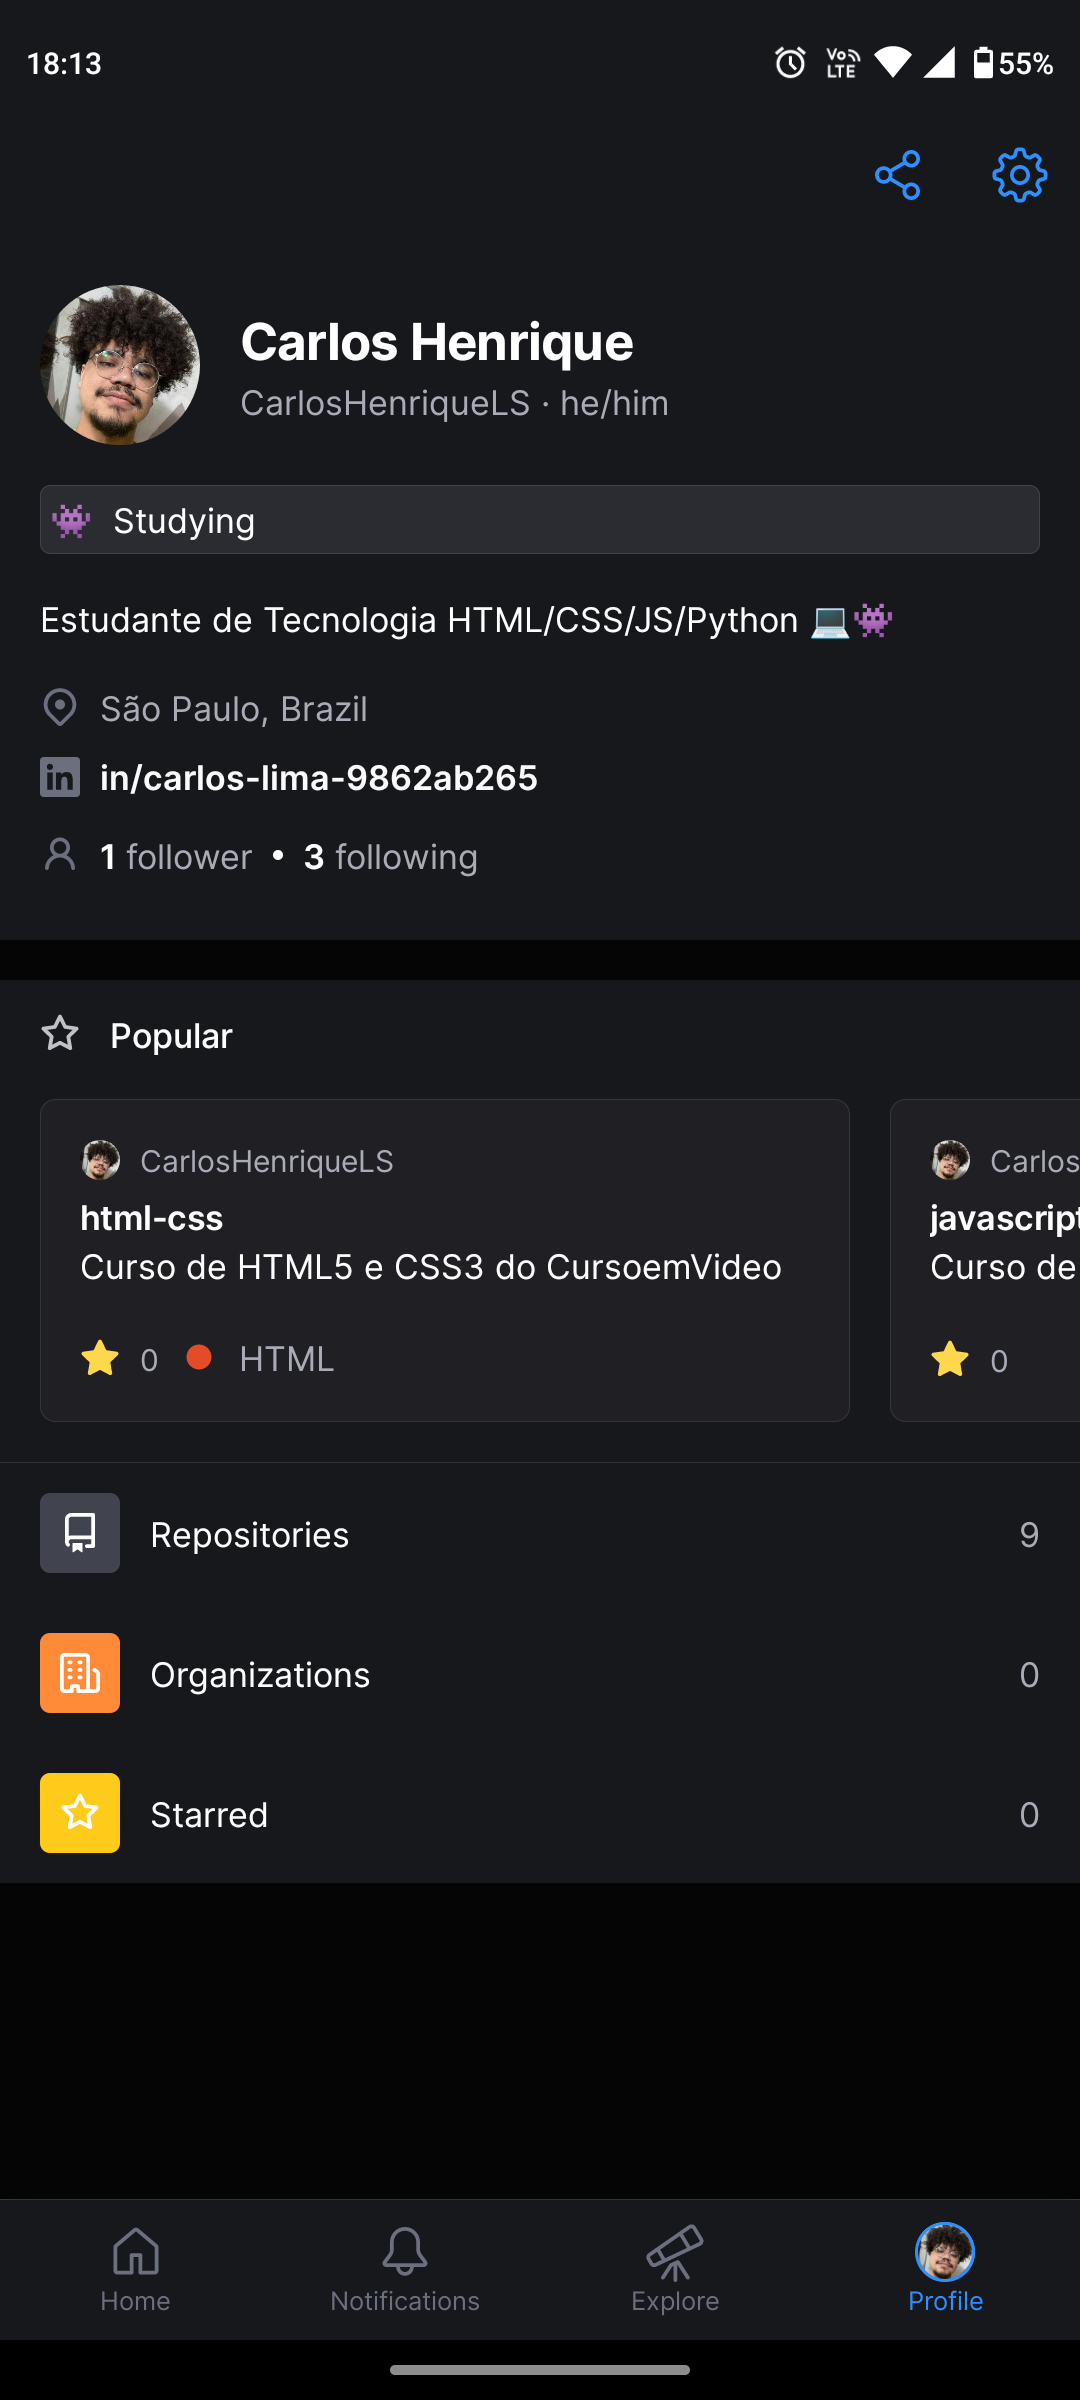 18:13
Vo LTE
55%
Carlos Henrique
CarlosHenriqueLS · he/him
👾 Studying
Estudante de Tecnologia HTML/CSS/JS/Python 💻👾
São Paulo, Brazil
in/carlos-lima-9862ab265
1 follower • 3 following
Popular
CarlosHenriqueLS
html-css
Curso de HTML5 e CSS3 do CursoemVideo
0 HTML
Carlos
javascript
Curso de
0
Repositories 9
Organizations 0
Starred 0
Home
Notifications
Explore
Profile